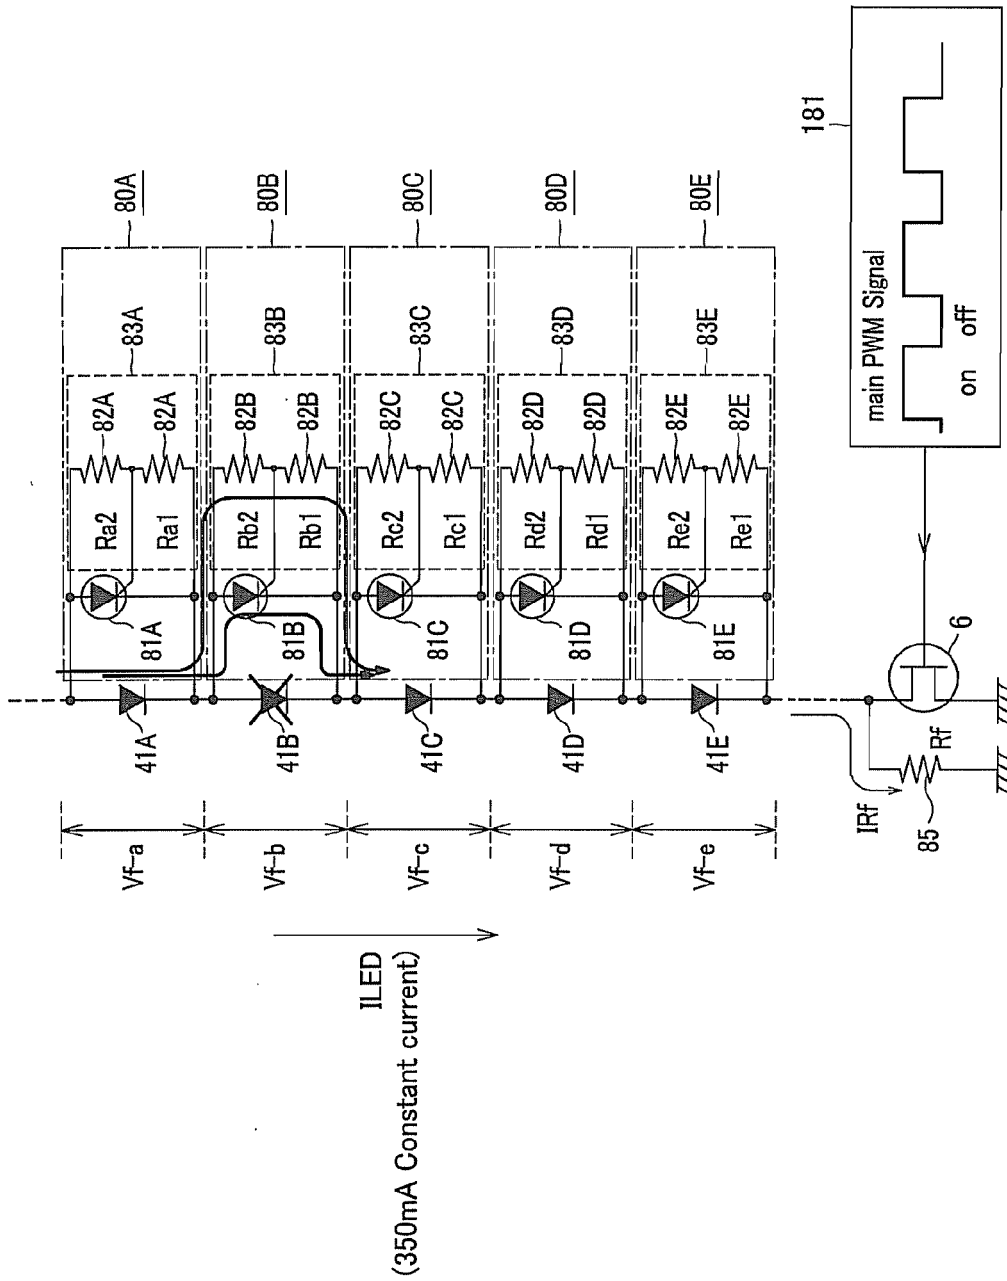 181
main PWM Signal
on off
80A
80B
80C
80D
80E
83A
83B
83C
83D
83E
82A
82A
82B
82B
82C
82C
82D
82D
82E
82E
Ra2
Ra1
Rb2
Rb1
Rc2
Rc1
Rd2
Rd1
Re2
Re1
81A
81B
81C
81D
81E
41A
41B
41C
41D
41E
6
Rf
IRf
85
Vf-a
Vf-b
Vf-c
Vf-d
Vf-e
ILED
(350mA Constant current)